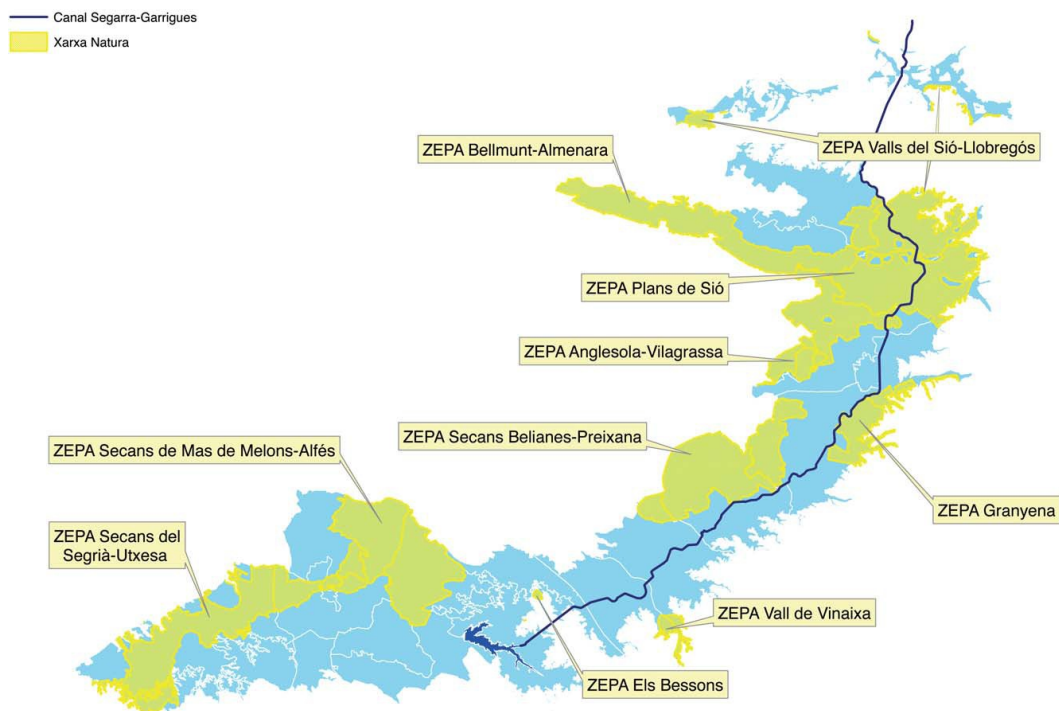 Canal Segarra-Garrigues
Xarxa Natura
ZEPA Bellmunt-Almenara
ZEPA Valls del Sió-Llobregós
ZEPA Plans de Sió
ZEPA Anglesola-Vilagrassa
ZEPA Secans Belianes-Preixana
ZEPA Secans de Mas de Melons-Alfés
ZEPA Granyena
ZEPA Secans del
Segrià-Utxesa
ZEPA Vall de Vinaixa
ZEPA Els Bessons